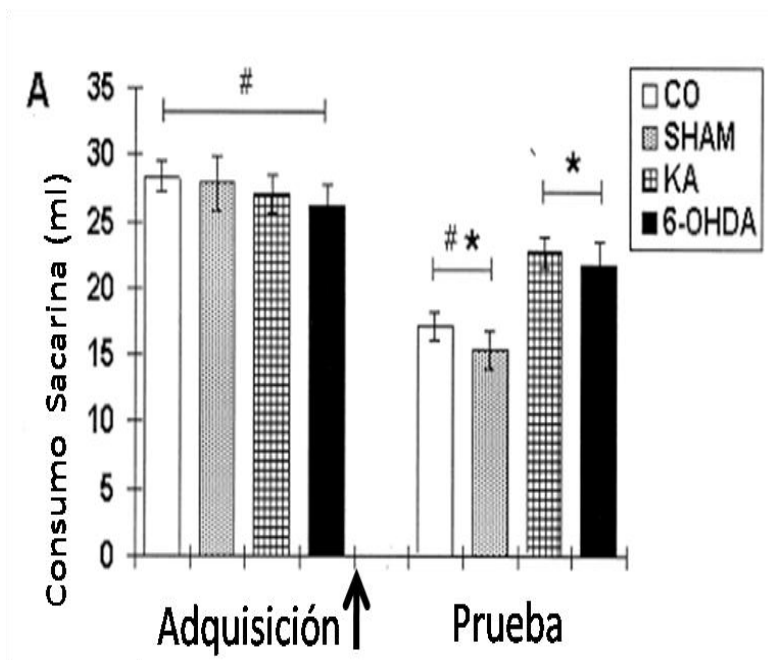 A
Consumo Sacarina (ml)
35
30
25
20
15
10
5
0
#
# *
*
CO
SHAM
KA
6-OHDA
Adquisición
Prueba